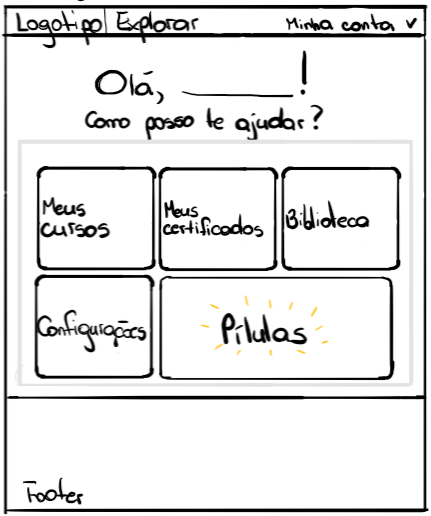 Logotipo Explorar Minha conta v
Olá, ______!
Como posso te ajudar?
Meus
cursos
Meus
certificados
Biblioteca
Configurações
Pílulas
Footer